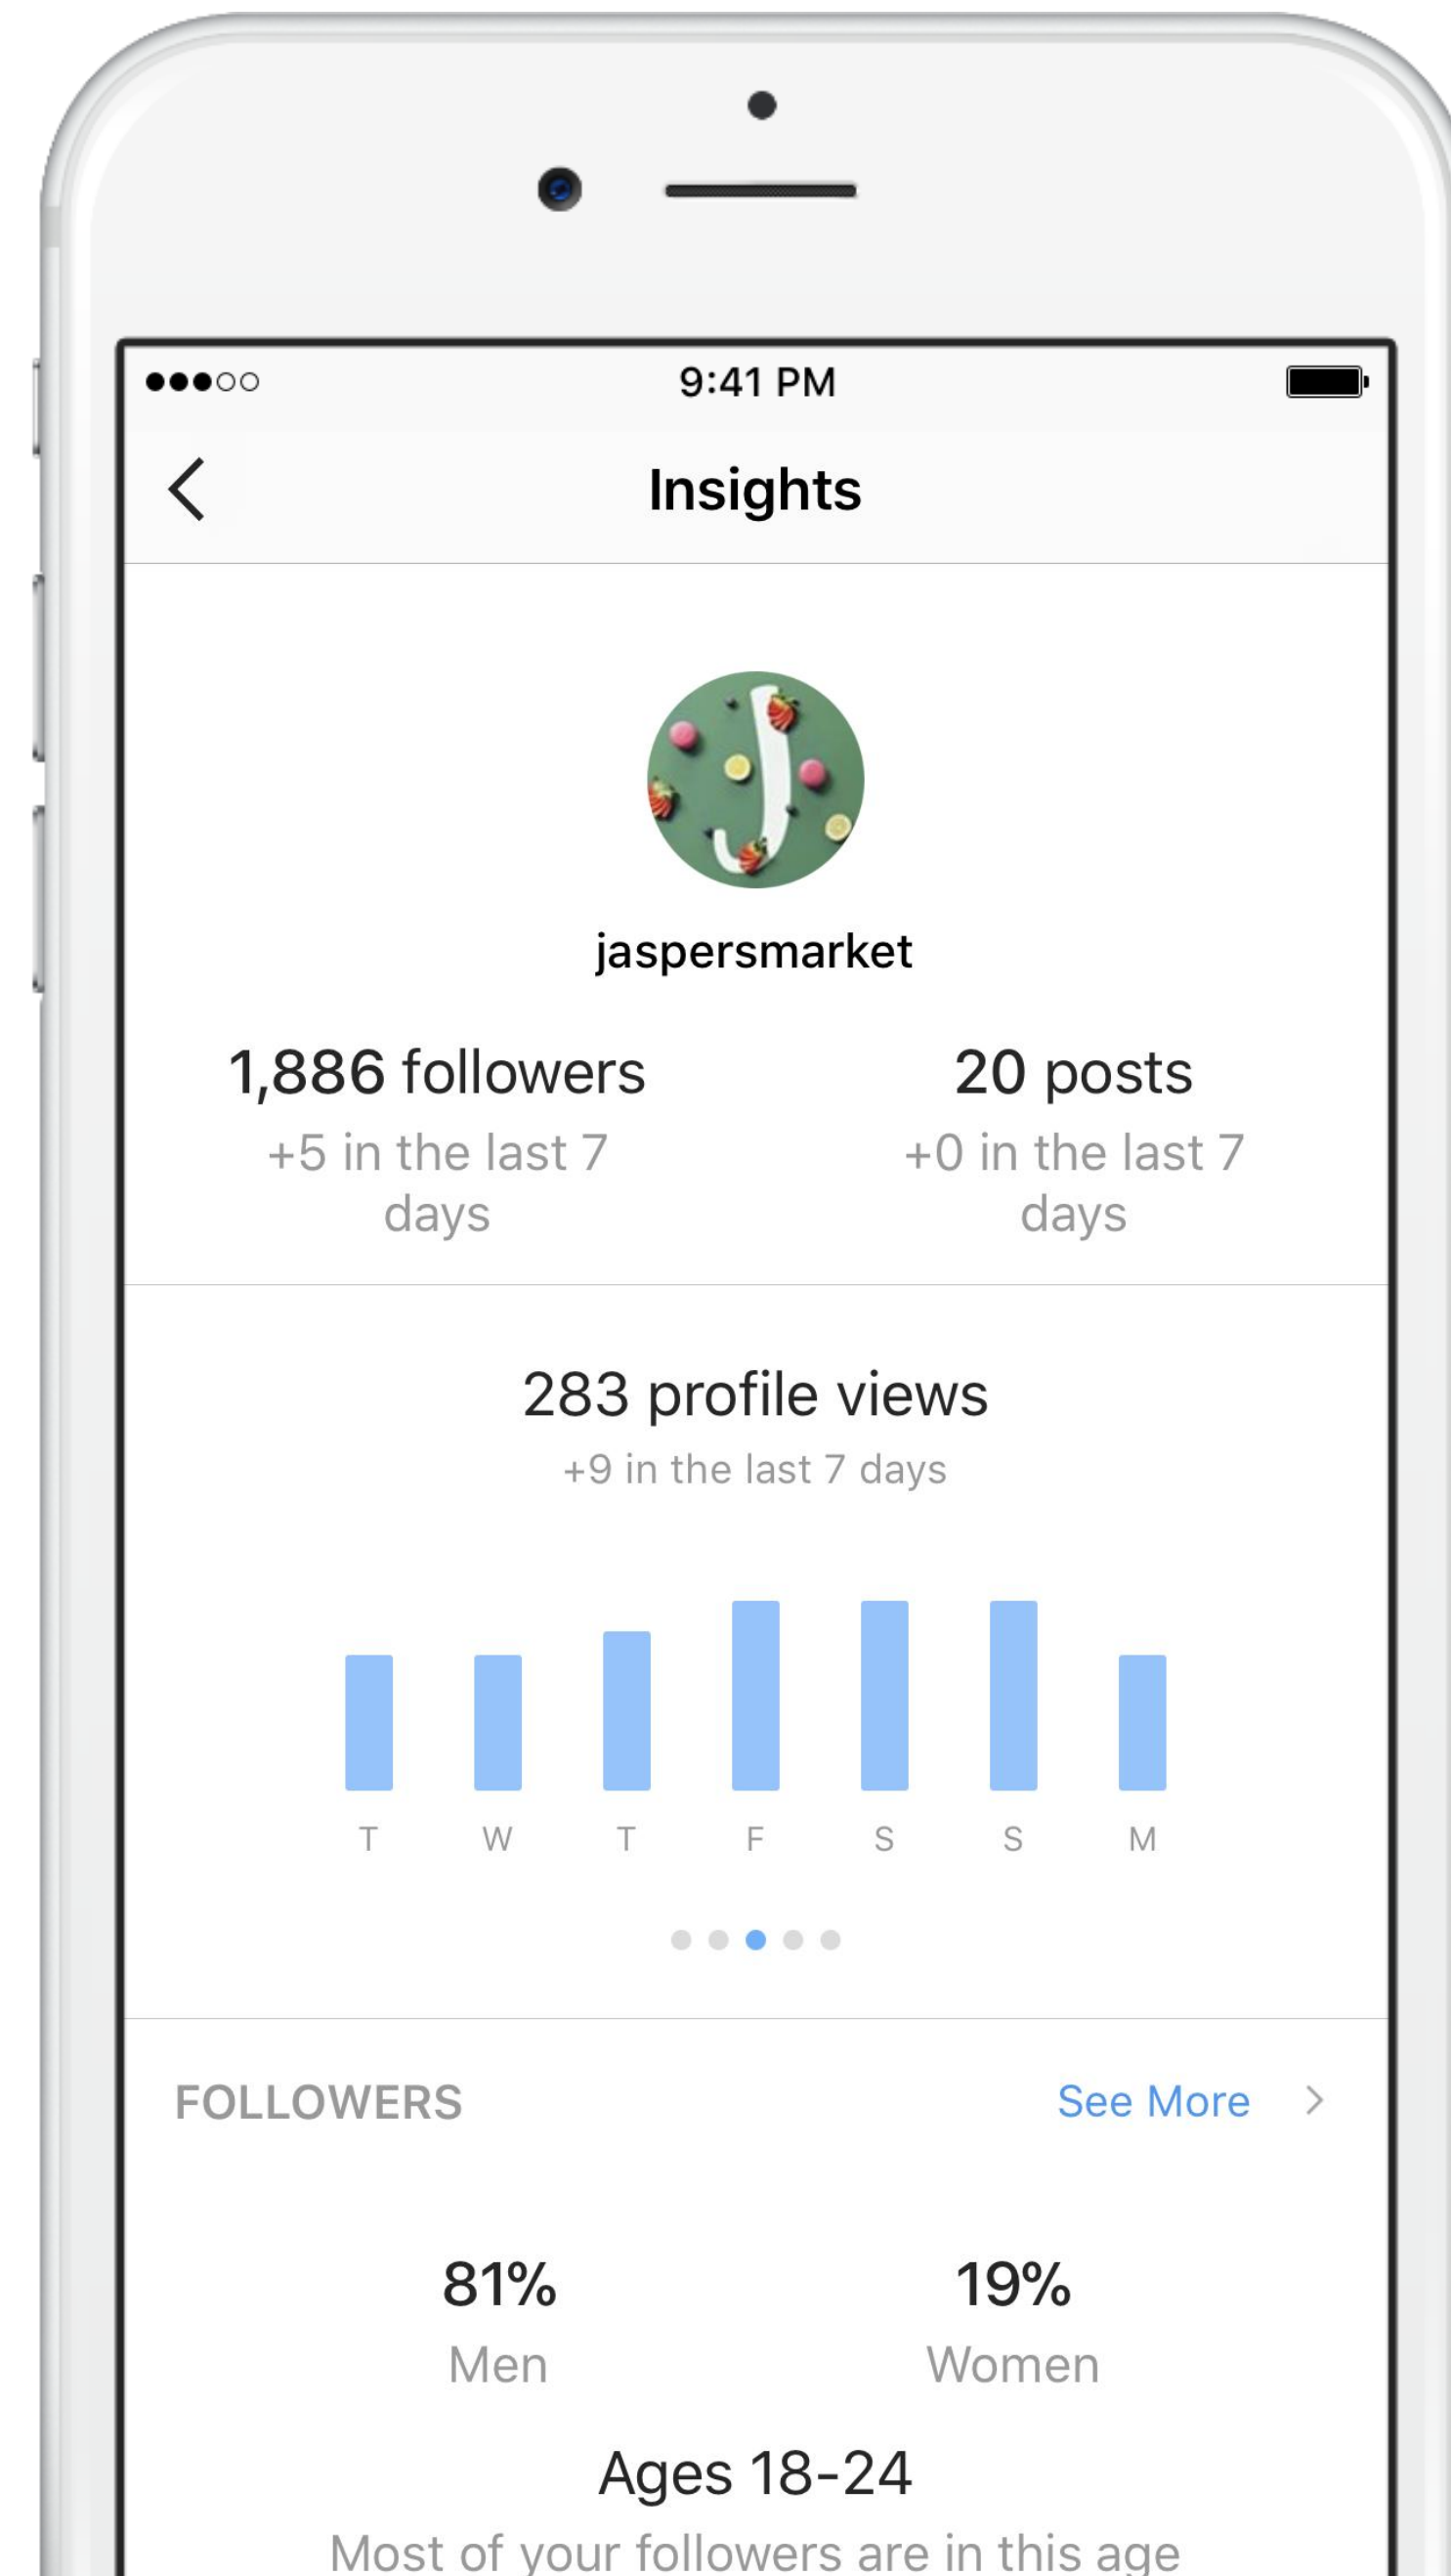 9:41 PM
Insights
J
jaspersmarket
1,886 followers
+5 in the last 7
days
20 posts
+0 in the last 7
days
283 profile views
+9 in the last 7 days
T W T F S S M
FOLLOWERS
See More
81%
Men
19%
Women
Ages 18-24
Most of your followers are in this age